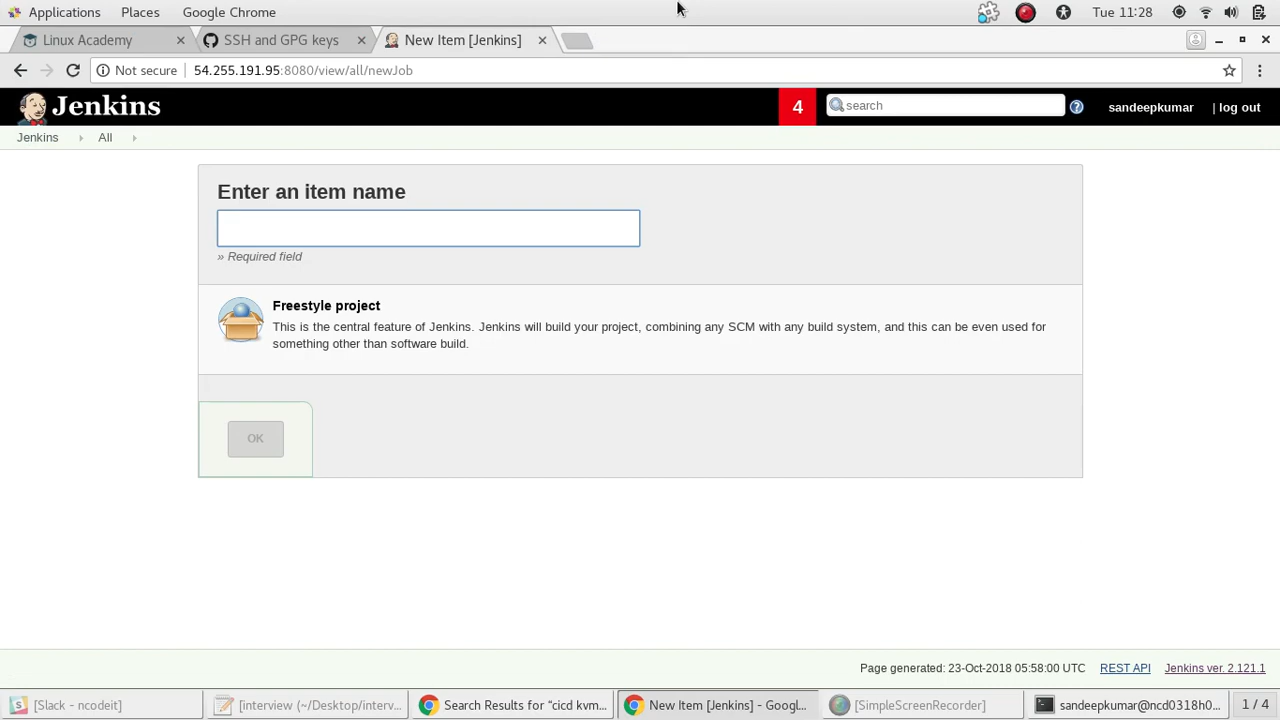 Applications Places Google Chrome Tue 11:28
Linux Academy SSH and GPG keys New Item [Jenkins]
Not secure 54.255.191.95:8080/view/all/newJob
Jenkins 4 search sandeepkumar | log out
Jenkins All
Enter an item name
» Required field
Freestyle project
This is the central feature of Jenkins. Jenkins will build your project, combining any SCM with any build system, and this can be even used for
something other than software build.
OK
Page generated: 23-Oct-2018 05:58:00 UTC REST API Jenkins ver. 2.121.1
[Slack - ncodeit] [interview (~/Desktop/interv... Search Results for “cicd kvm... New Item [Jenkins] - Googl... [SimpleScreenRecorder] sandeepkumar@ncd0318h0... 1 / 4